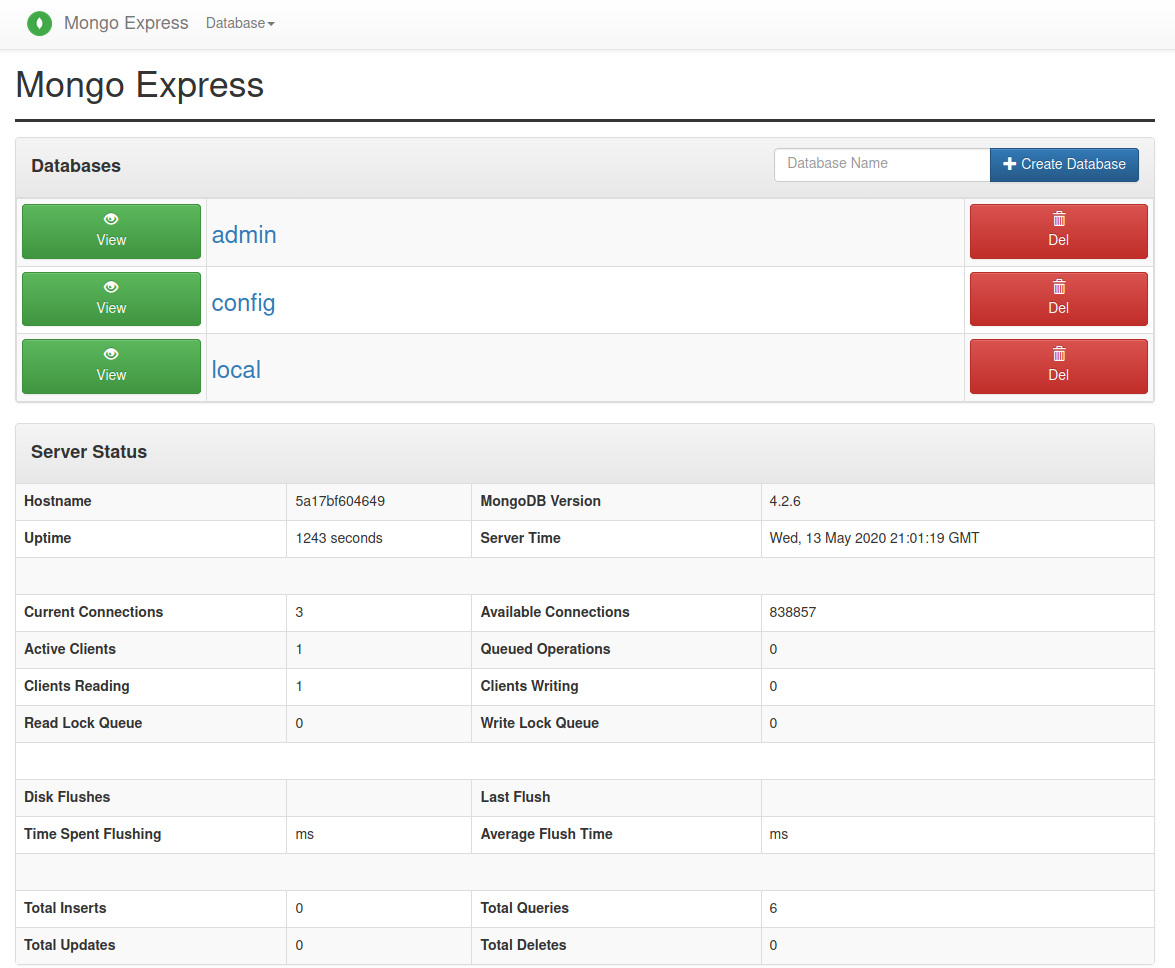 Mongo Express Database
Mongo Express
Databases Database Name Create Database
View admin Del
View config Del
View local Del
Server Status
Hostname 5a17bf604649 MongoDB Version 4.2.6
Uptime 1243 seconds Server Time Wed, 13 May 2020 21:01:19 GMT
Current Connections 3 Available Connections 838857
Active Clients 1 Queued Operations 0
Clients Reading 1 Clients Writing 0
Read Lock Queue 0 Write Lock Queue 0
Disk Flushes Last Flush
Time Spent Flushing ms Average Flush Time ms
Total Inserts 0 Total Queries 6
Total Updates 0 Total Deletes 0